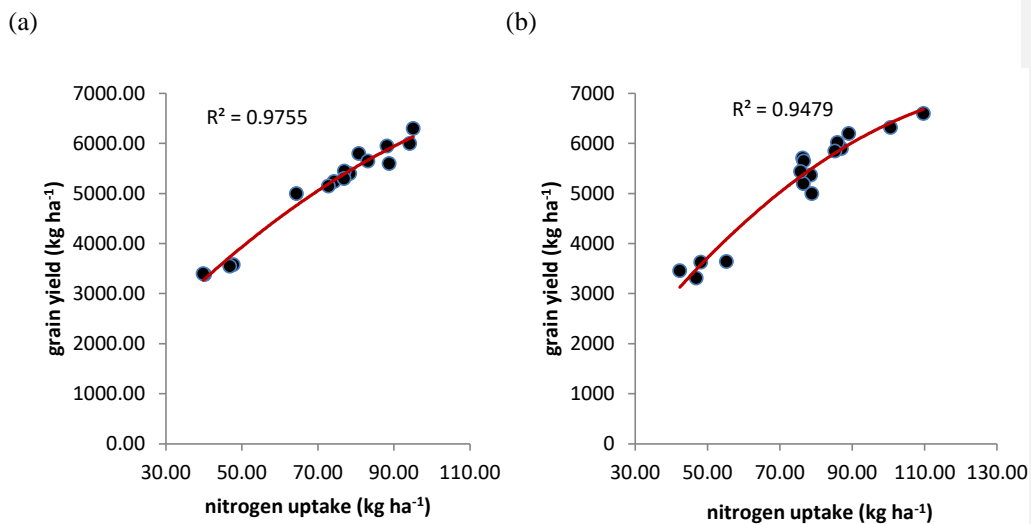 (a)
(b)
R² = 0.9755
7000.00
6000.00
5000.00
4000.00
3000.00
2000.00
1000.00
0.00
30.00 50.00 70.00 90.00 110.00
grain yield (kg ha⁻¹)
nitrogen uptake (kg ha⁻¹)
R² = 0.9479
7000
6000
5000
4000
3000
2000
1000
0
30.00 50.00 70.00 90.00 110.00 130.00
grain yield (kg ha⁻¹)
nitrogen uptake (kg ha⁻¹)